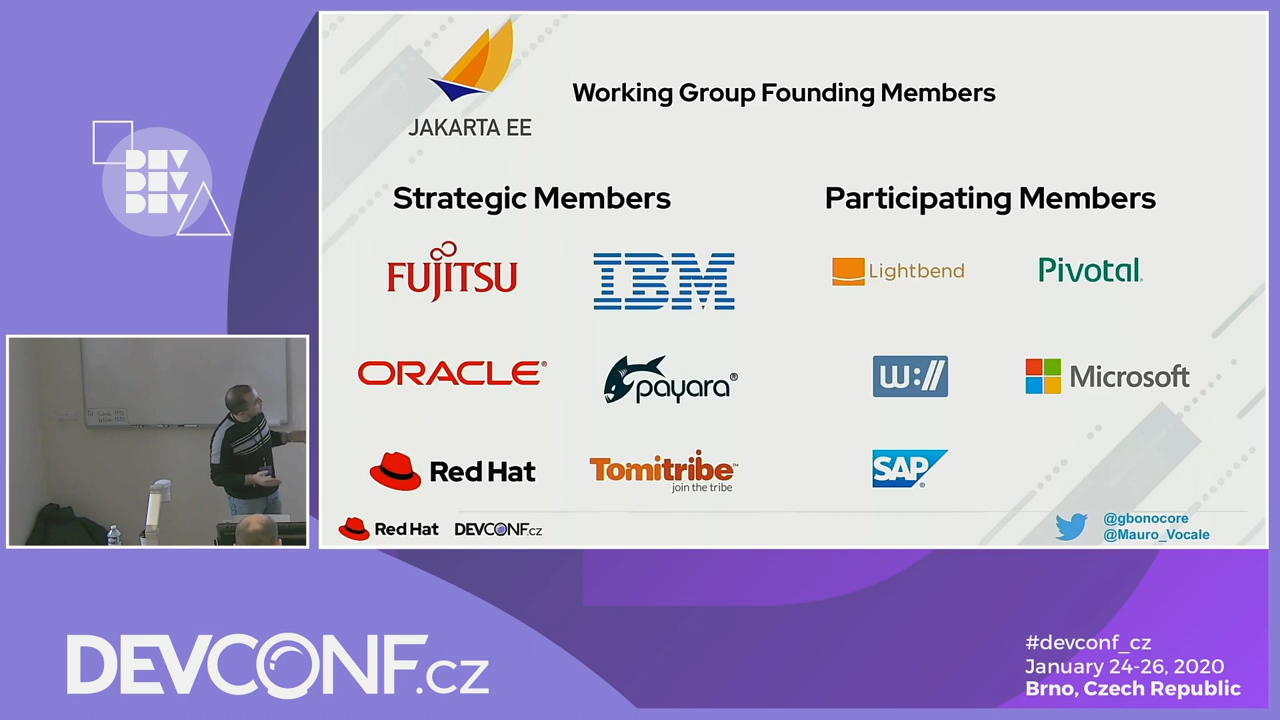 DEV
DEV
DEV
JAKARTA EE
Working Group Founding Members
Strategic Members
Participating Members
FUJITSU
IBM
Lightbend
Pivotal
ORACLE®
payara®
W://
Microsoft
Red Hat
Tomitribe™
join the tribe
SAP®
Red Hat
DEVCONF.cz
@gbonocore
@Mauro_Vocale
DEVCONF.cz
#devconf_cz
January 24-26, 2020
Brno, Czech Republic